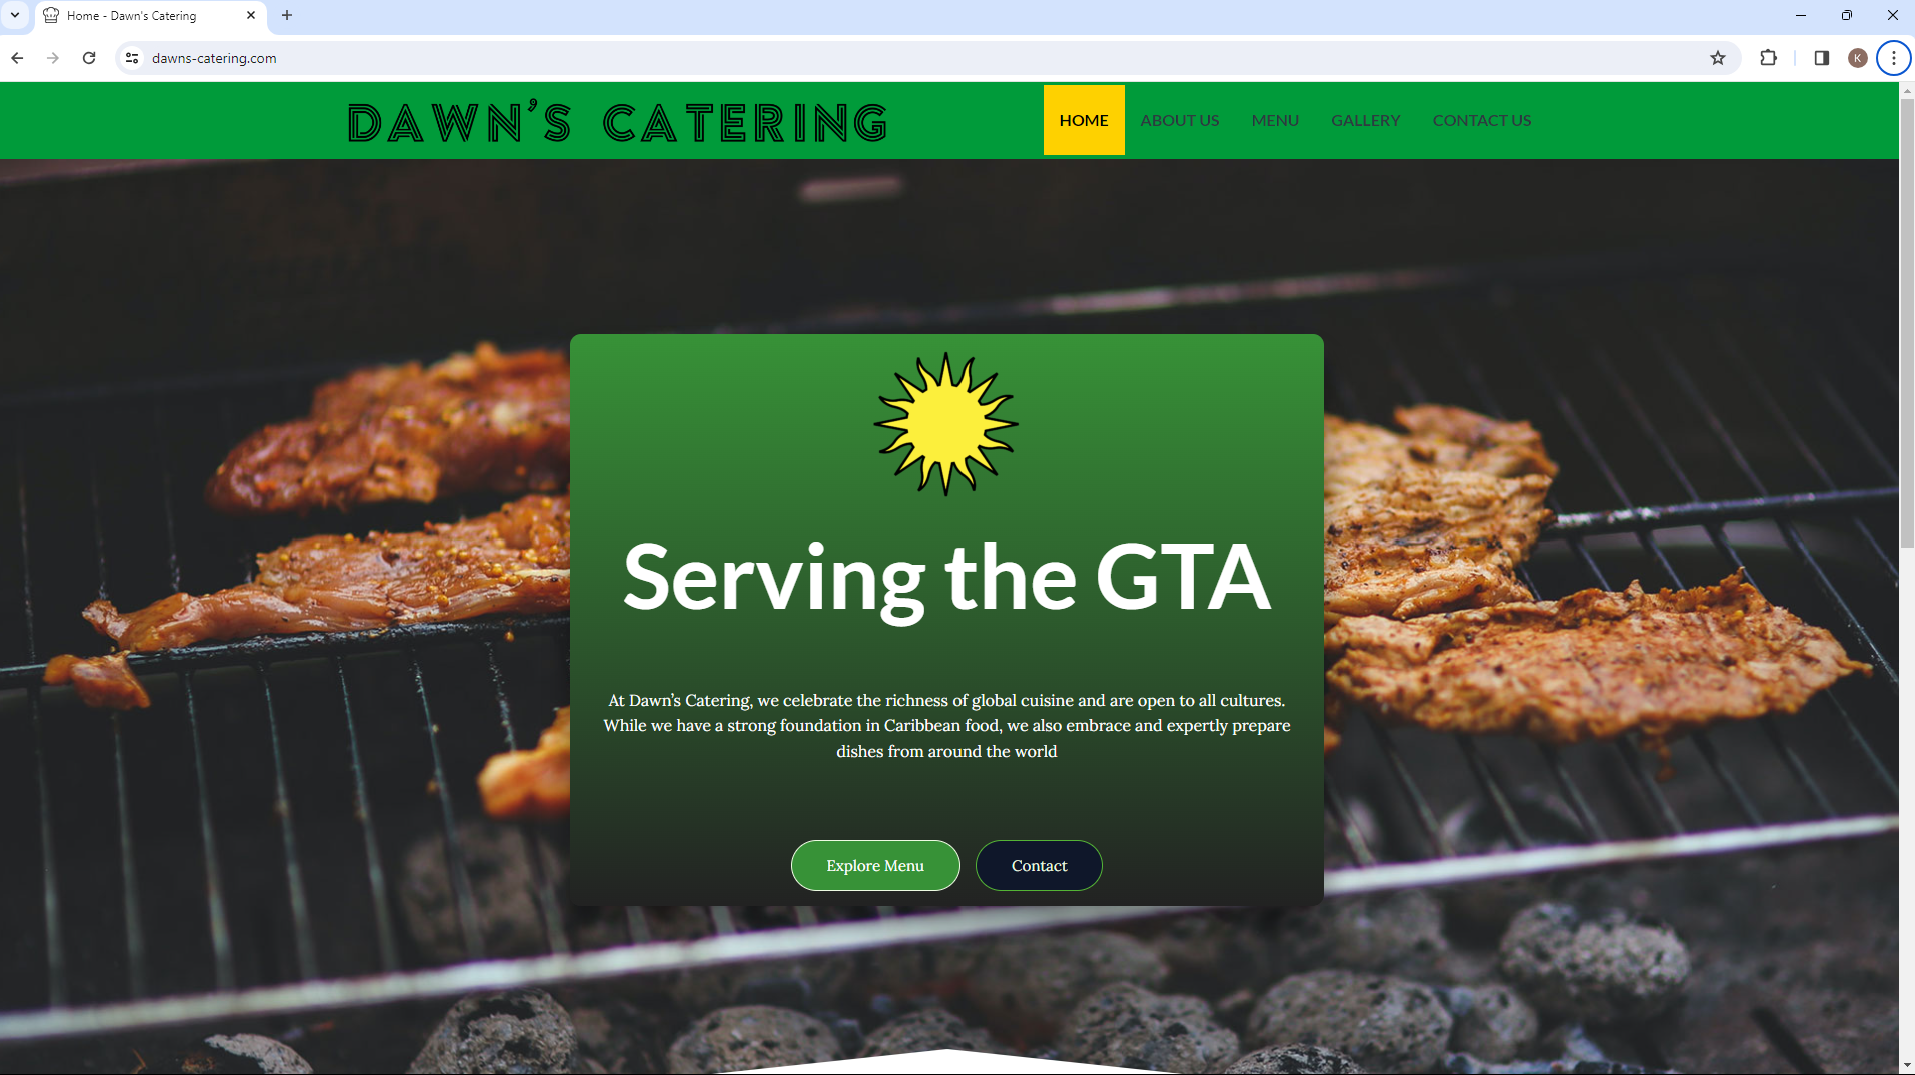 Home - Dawn's Catering
dawns-catering.com
K
DAWN'S CATERING
HOME
ABOUT US
MENU
GALLERY
CONTACT US
Serving the GTA
At Dawn’s Catering, we celebrate the richness of global cuisine and are open to all cultures.
While we have a strong foundation in Caribbean food, we also embrace and expertly prepare
dishes from around the world
Explore Menu
Contact